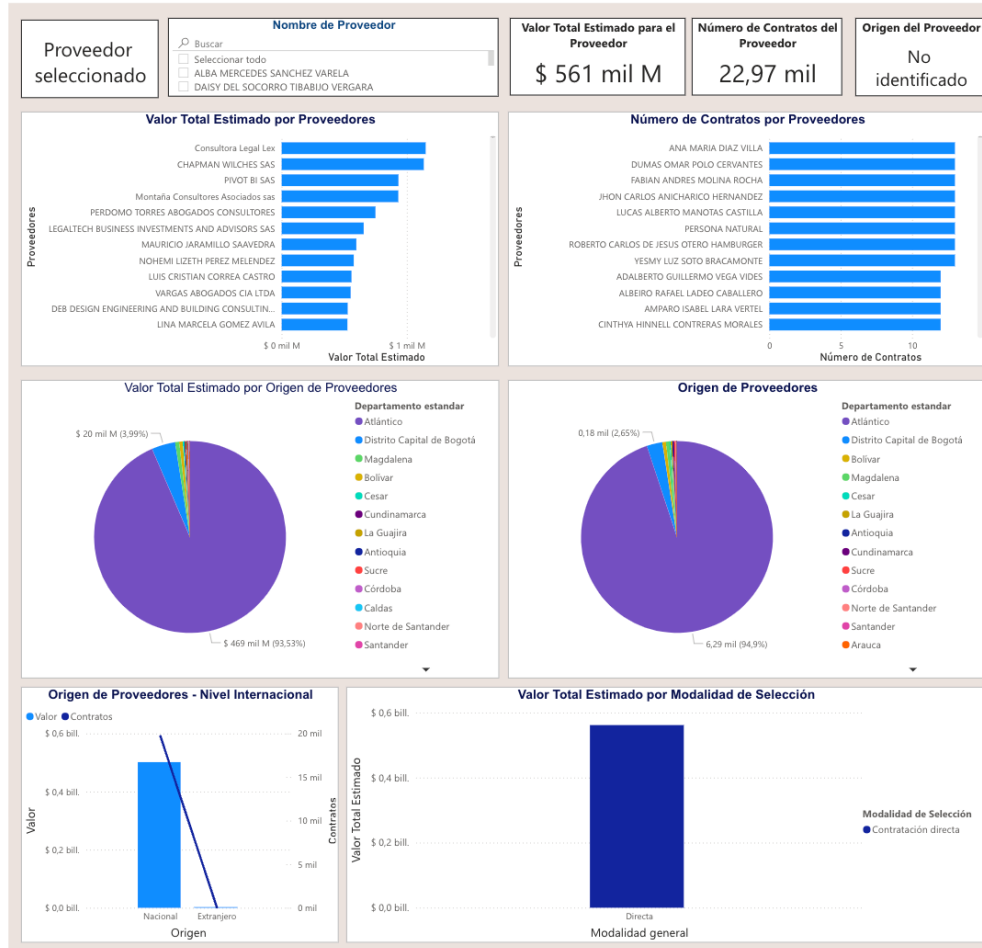 Proveedor
seleccionado
Nombre de Proveedor
Buscar
Seleccionar todo
ALBA MERCEDES SANCHEZ VARELA
DAISY DEL SOCORRO TIBABIJO VERGARA
Valor Total Estimado para el
Proveedor
$ 561 mil M
Número de Contratos del
Proveedor
22,97 mil
Origen del Proveedor
No
identificado
Valor Total Estimado por Proveedores
Proveedores
Consultora Legal Lex
CHAPMAN WILCHES SAS
PIVOT BI SAS
Montaña Consultores Asociados sas
PERDOMO TORRES ABOGADOS CONSULTORES
LEGALTECH BUSINESS INVESTMENTS AND ADVISORS SAS
MAURICIO JARAMILLO SAAVEDRA
NOHEMI LIZETH PEREZ MELENDEZ
LUIS CRISTIAN CORREA CASTRO
VARGAS ABOGADOS CIA LTDA
DEB DESIGN ENGINEERING AND BUILDING CONSULTIN...
LINA MARCELA GOMEZ AVILA
$ 0 mil M
$ 1 mil M
Valor Total Estimado
Número de Contratos por Proveedores
Proveedores
ANA MARIA DIAZ VILLA
DUMAS OMAR POLO CERVANTES
FABIAN ANDRES MOLINA ROCHA
JHON CARLOS ANICHARICO HERNANDEZ
LUCAS ALBERTO MANOTAS CASTILLA
PERSONA NATURAL
ROBERTO CARLOS DE JESUS OTERO HAMBURGER
YESMY LUZ SOTO BRACAMONTE
ADALBERTO GUILLERMO VEGA VIDES
ALBEIRO RAFAEL LADEO CABALLERO
AMPARO ISABEL LARA VERTEL
CINTHYA HINNELL CONTRERAS MORALES
0
5
10
Número de Contratos
Valor Total Estimado por Origen de Proveedores
$ 20 mil M (3,99%)
$ 469 mil M (93,53%)
Departamento estandar
Atlántico
Distrito Capital de Bogotá
Magdalena
Bolívar
Cesar
Cundinamarca
La Guajira
Antioquia
Sucre
Córdoba
Caldas
Norte de Santander
Santander
Origen de Proveedores
0,18 mil (2,65%)
6,29 mil (94,9%)
Departamento estandar
Atlántico
Distrito Capital de Bogotá
Bolívar
Magdalena
Cesar
La Guajira
Antioquia
Cundinamarca
Sucre
Córdoba
Norte de Santander
Santander
Arauca
Origen de Proveedores - Nivel Internacional
Valor
Contratos
Valor
$ 0,6 bill.
$ 0,4 bill.
$ 0,2 bill.
$ 0,0 bill.
20 mil
15 mil
10 mil
5 mil
0 mil
Contratos
Nacional
Extranjero
Origen
Valor Total Estimado por Modalidad de Selección
Valor Total Estimado
$ 0,6 bill.
$ 0,4 bill.
$ 0,2 bill.
$ 0,0 bill.
Directa
Modalidad general
Modalidad de Selección
Contratación directa